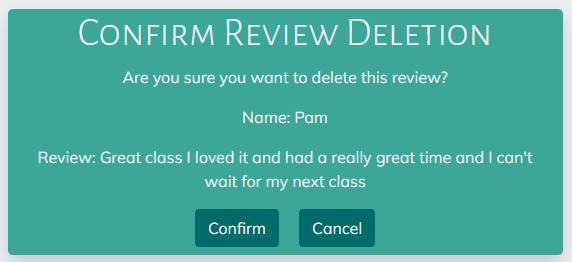 Confirm Review Deletion
Are you sure you want to delete this review?
Name: Pam
Review: Great class I loved it and had a really great time and I can't
wait for my next class
Confirm
Cancel